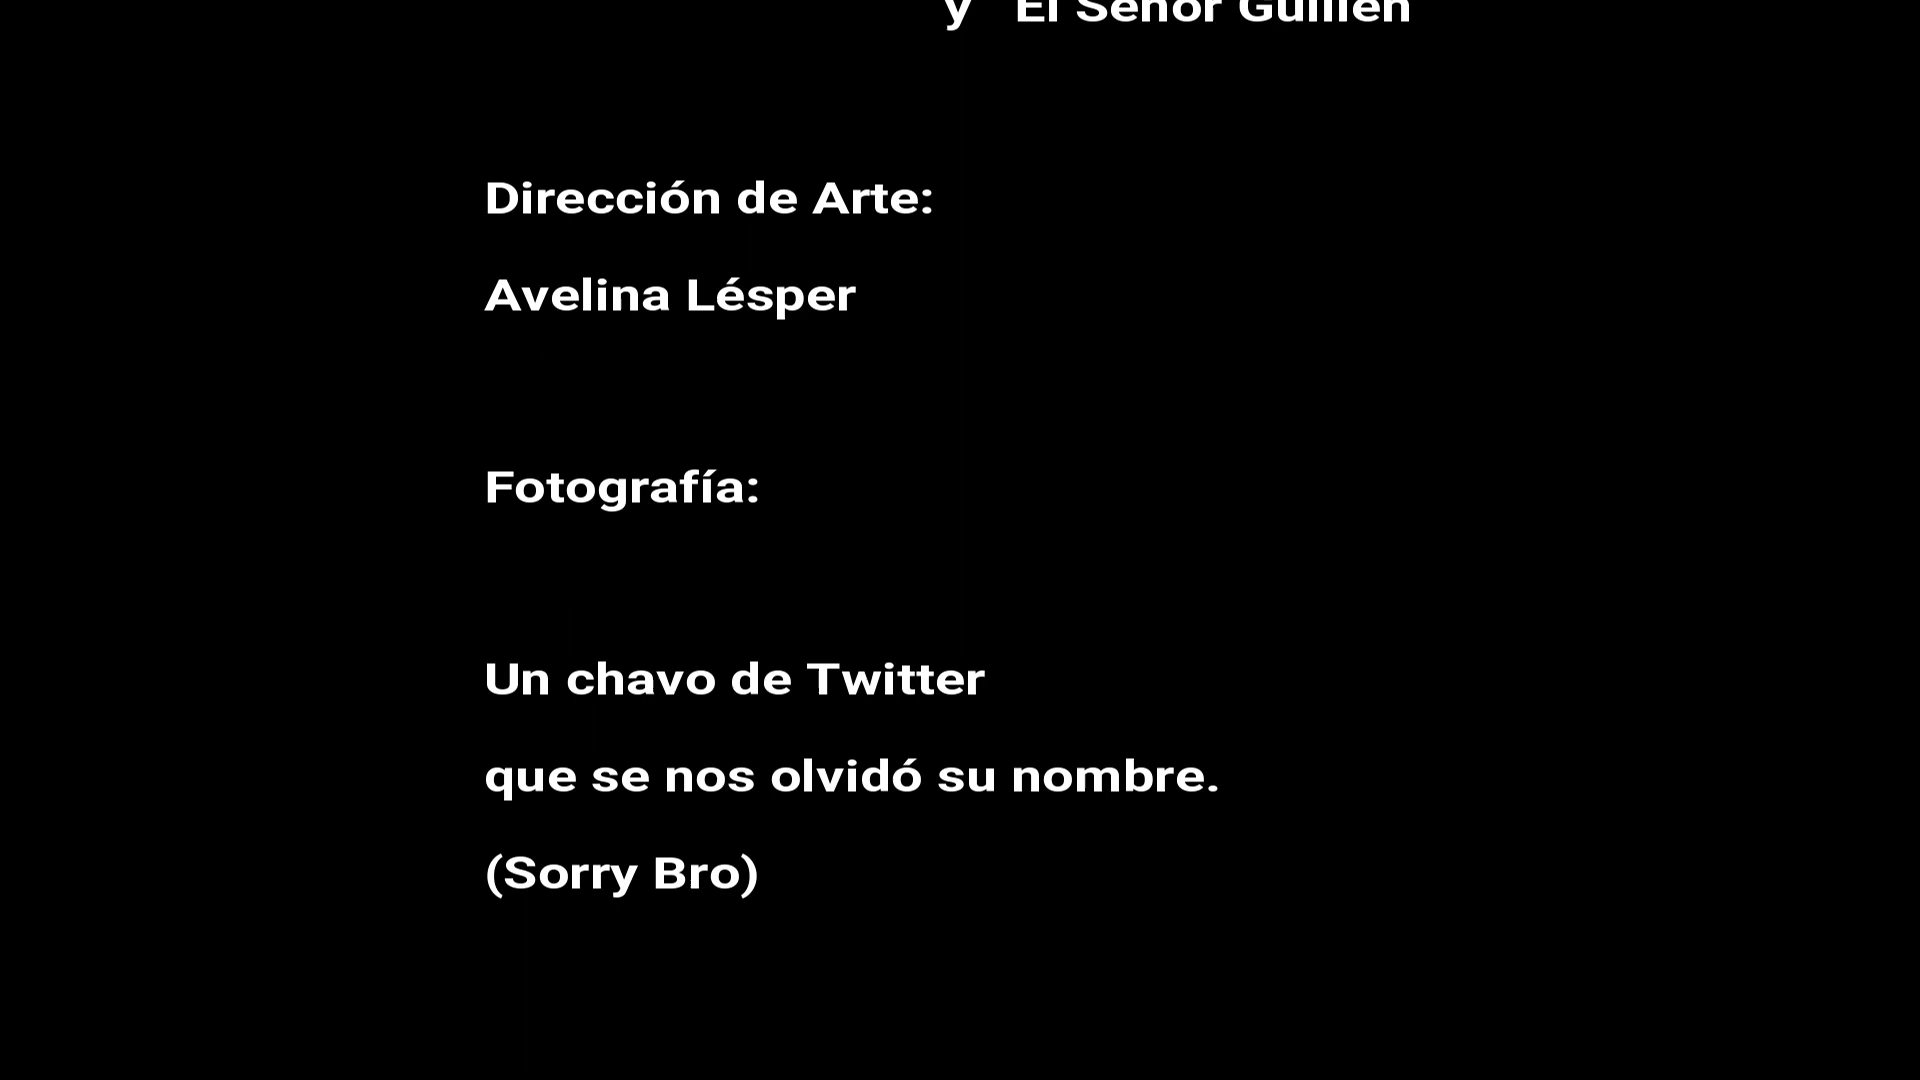 y El Señor Guillén
Dirección de Arte:
Avelina Lésper
Fotografía:
Un chavo de Twitter
que se nos olvidó su nombre.
(Sorry Bro)